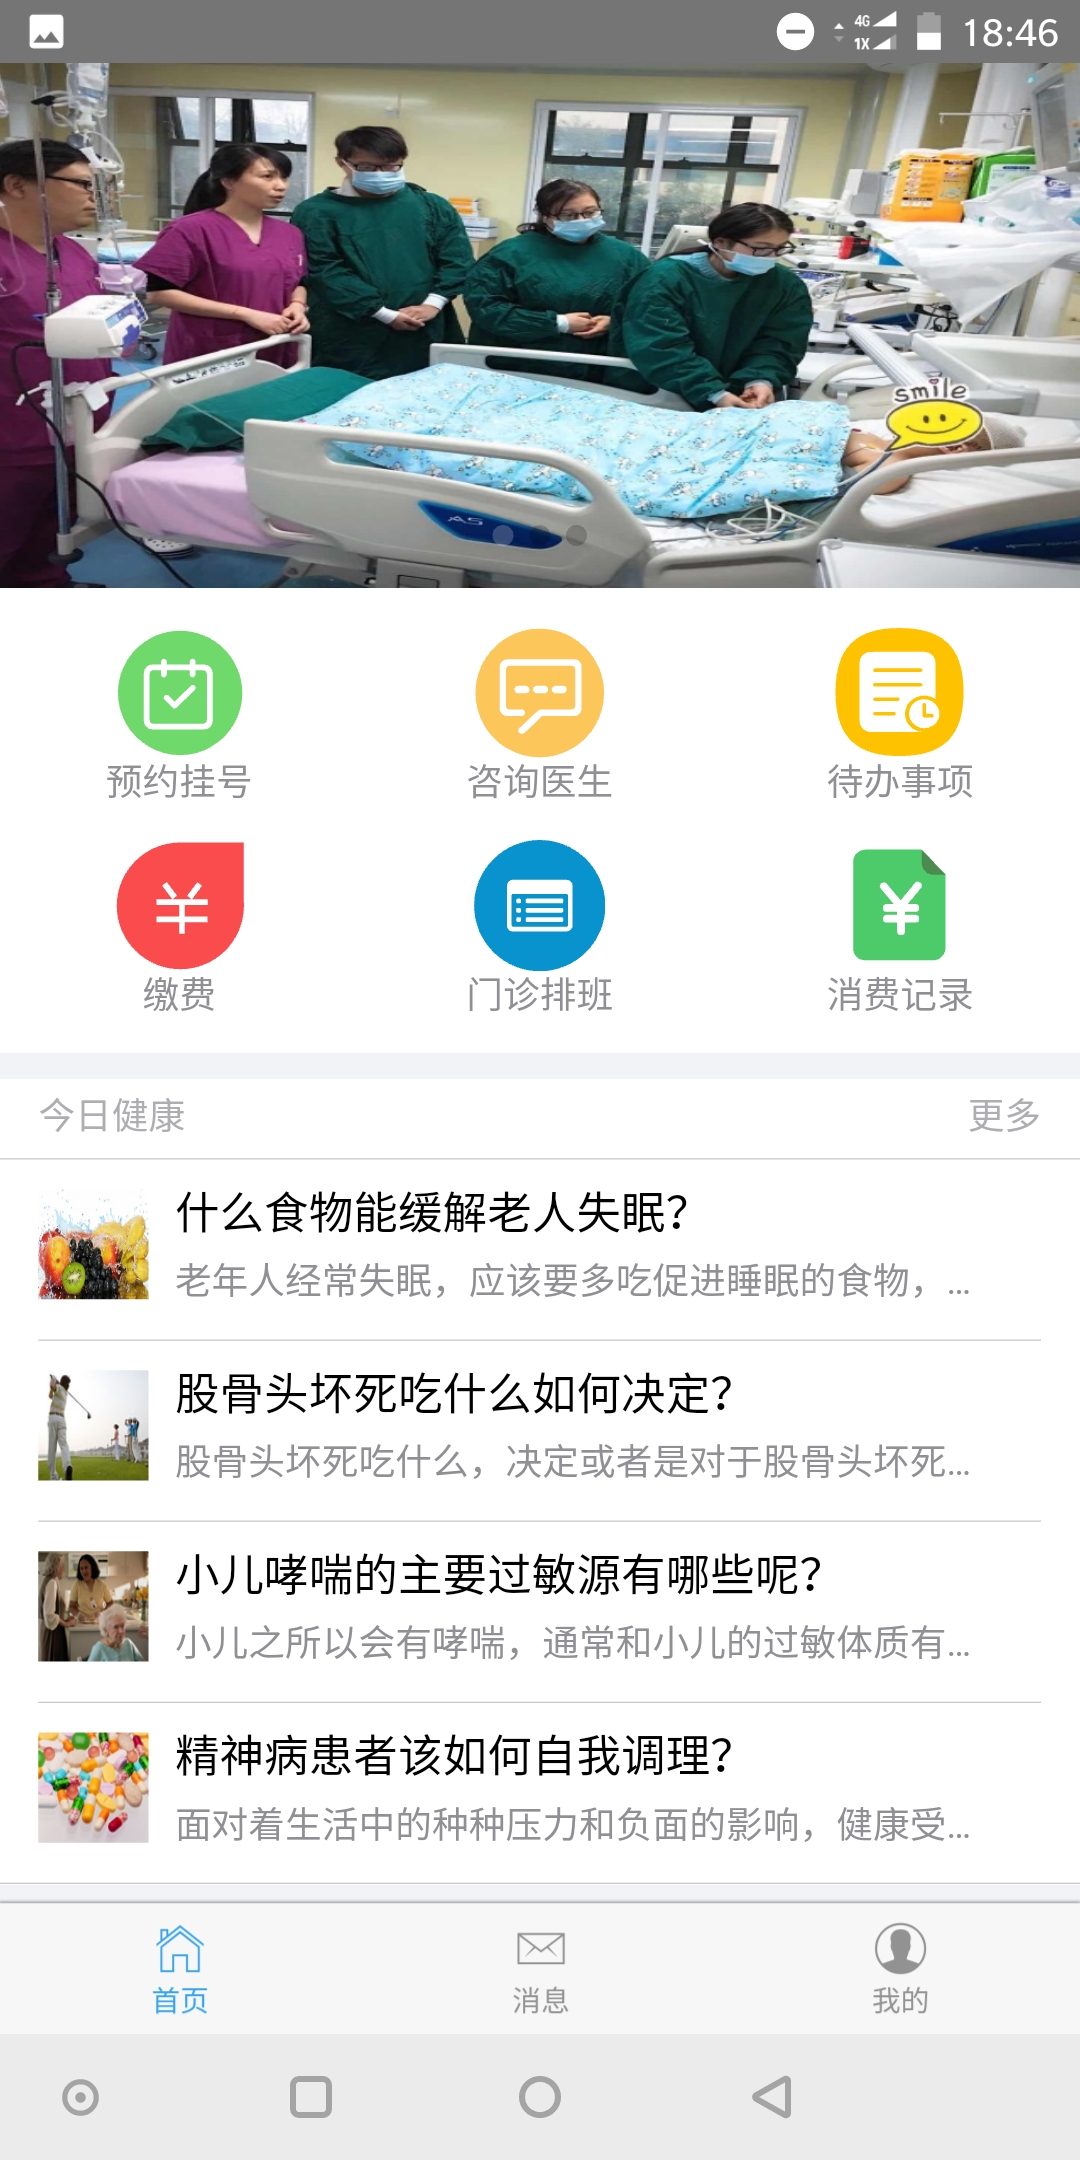 4G
1X
18:46
smile
A5
预约挂号
咨询医生
待办事项
缴费
门诊排班
消费记录
今日健康
更多
什么食物能缓解老人失眠？
老年人经常失眠，应该要多吃促进睡眠的食物，...
股骨头坏死吃什么如何决定？
股骨头坏死吃什么，决定或者是对于股骨头坏死...
小儿哮喘的主要过敏源有哪些呢？
小儿之所以会有哮喘，通常和小儿的过敏体质有...
精神病患者该如何自我调理？
面对着生活中的种种压力和负面的影响，健康受...
首页
消息
我的